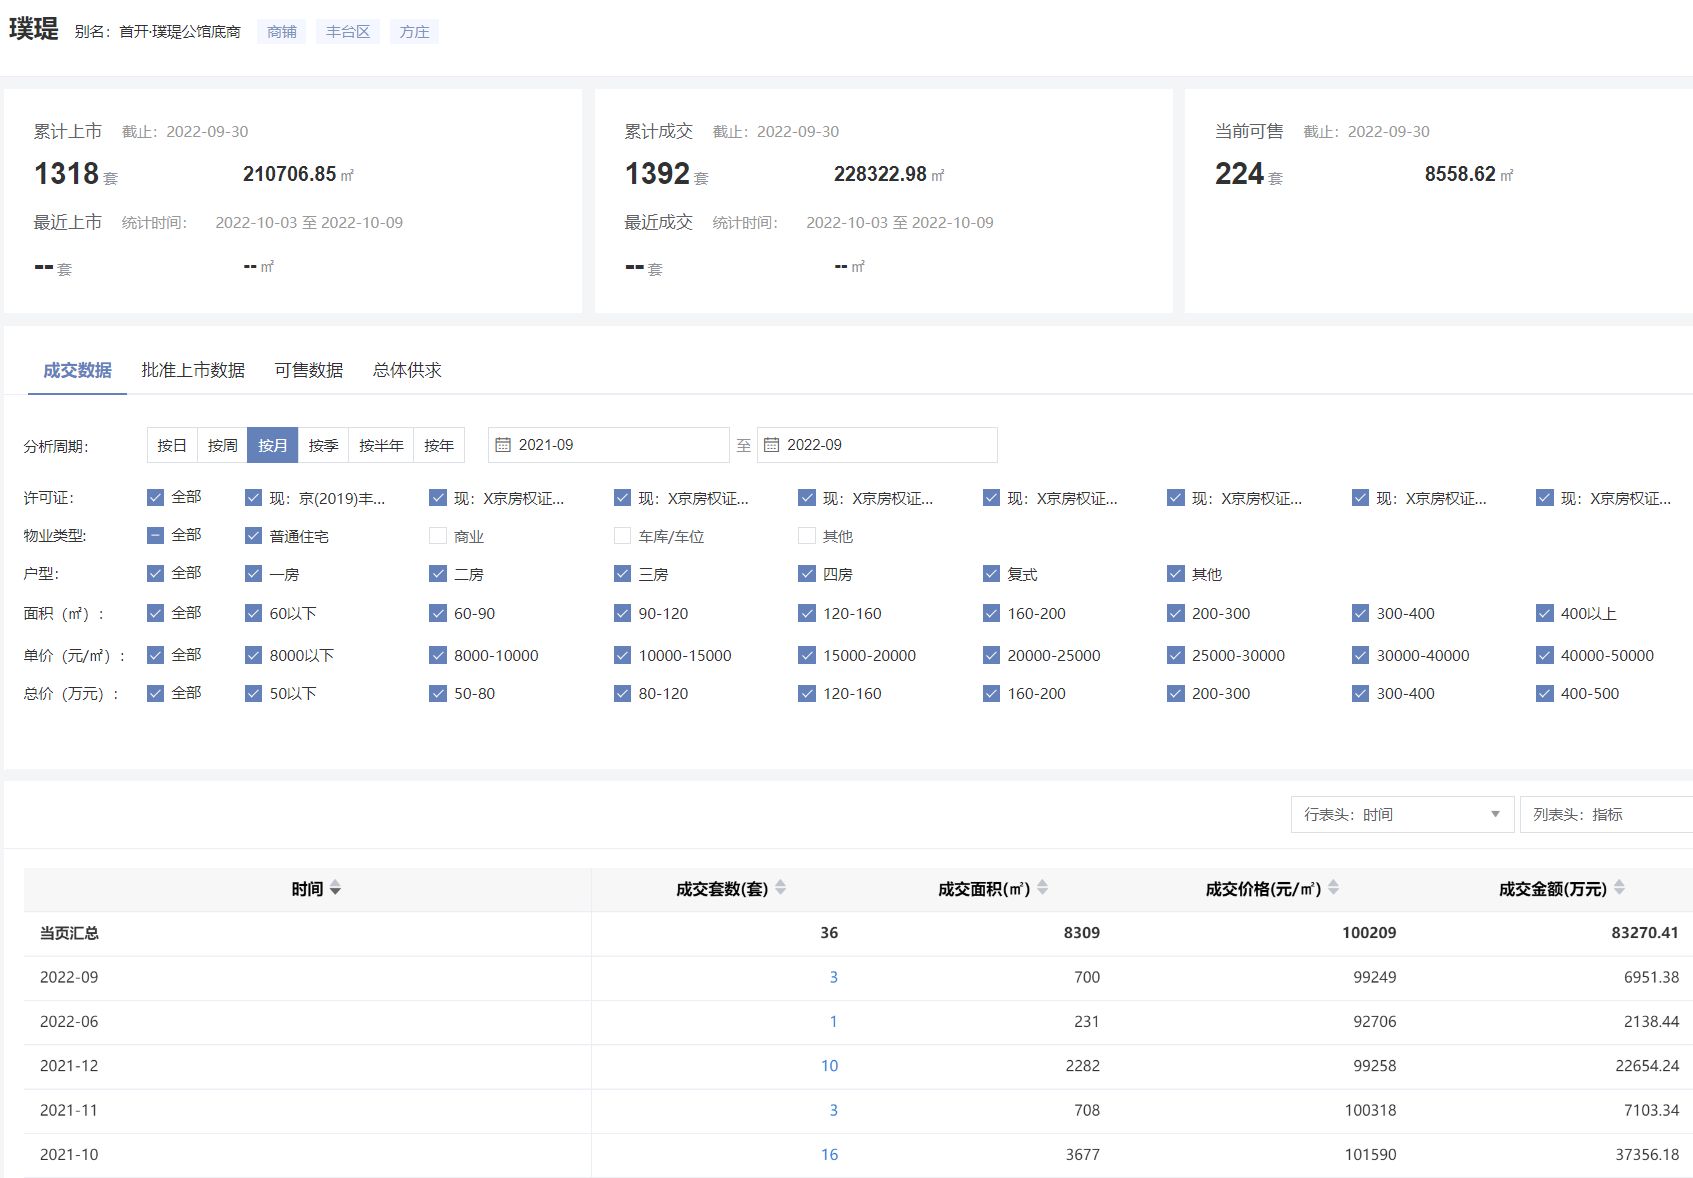 璞瑅 别名：首开·璞瑅公馆底商 商铺 丰台区 方庄
累计上市 截止：2022-09-30
1318 套 210706.85 ㎡
最近上市 统计时间： 2022-10-03 至 2022-10-09
-- 套 -- ㎡
累计成交 截止：2022-09-30
1392 套 228322.98 ㎡
最近成交 统计时间： 2022-10-03 至 2022-10-09
-- 套 -- ㎡
当前可售 截止：2022-09-30
224 套 8558.62 ㎡
成交数据 批准上市数据 可售数据 总体供求
分析周期： 按日 按周 按月 按季 按半年 按年 2021-09 至 2022-09
许可证： 全部 现：京(2019)丰... 现：X京房权证... 现：X京房权证... 现：X京房权证... 现：X京房权证... 现：X京房权证... 现：X京房权证... 现：X京房权证...
物业类型： 全部 普通住宅 商业 车库/车位 其他
户型： 全部 一房 二房 三房 四房 复式 其他
面积（㎡）： 全部 60以下 60-90 90-120 120-160 160-200 200-300 300-400 400以上
单价（元/㎡）： 全部 8000以下 8000-10000 10000-15000 15000-20000 20000-25000 25000-30000 30000-40000 40000-50000
总价（万元）： 全部 50以下 50-80 80-120 120-160 160-200 200-300 300-400 400-500
行表头：时间 列表头：指标
时间 成交套数(套) 成交面积(㎡) 成交价格(元/㎡) 成交金额(万元)
当页汇总 36 8309 100209 83270.41
2022-09 3 700 99249 6951.38
2022-06 1 231 92706 2138.44
2021-12 10 2282 99258 22654.24
2021-11 3 708 100318 7103.34
2021-10 16 3677 101590 37356.18